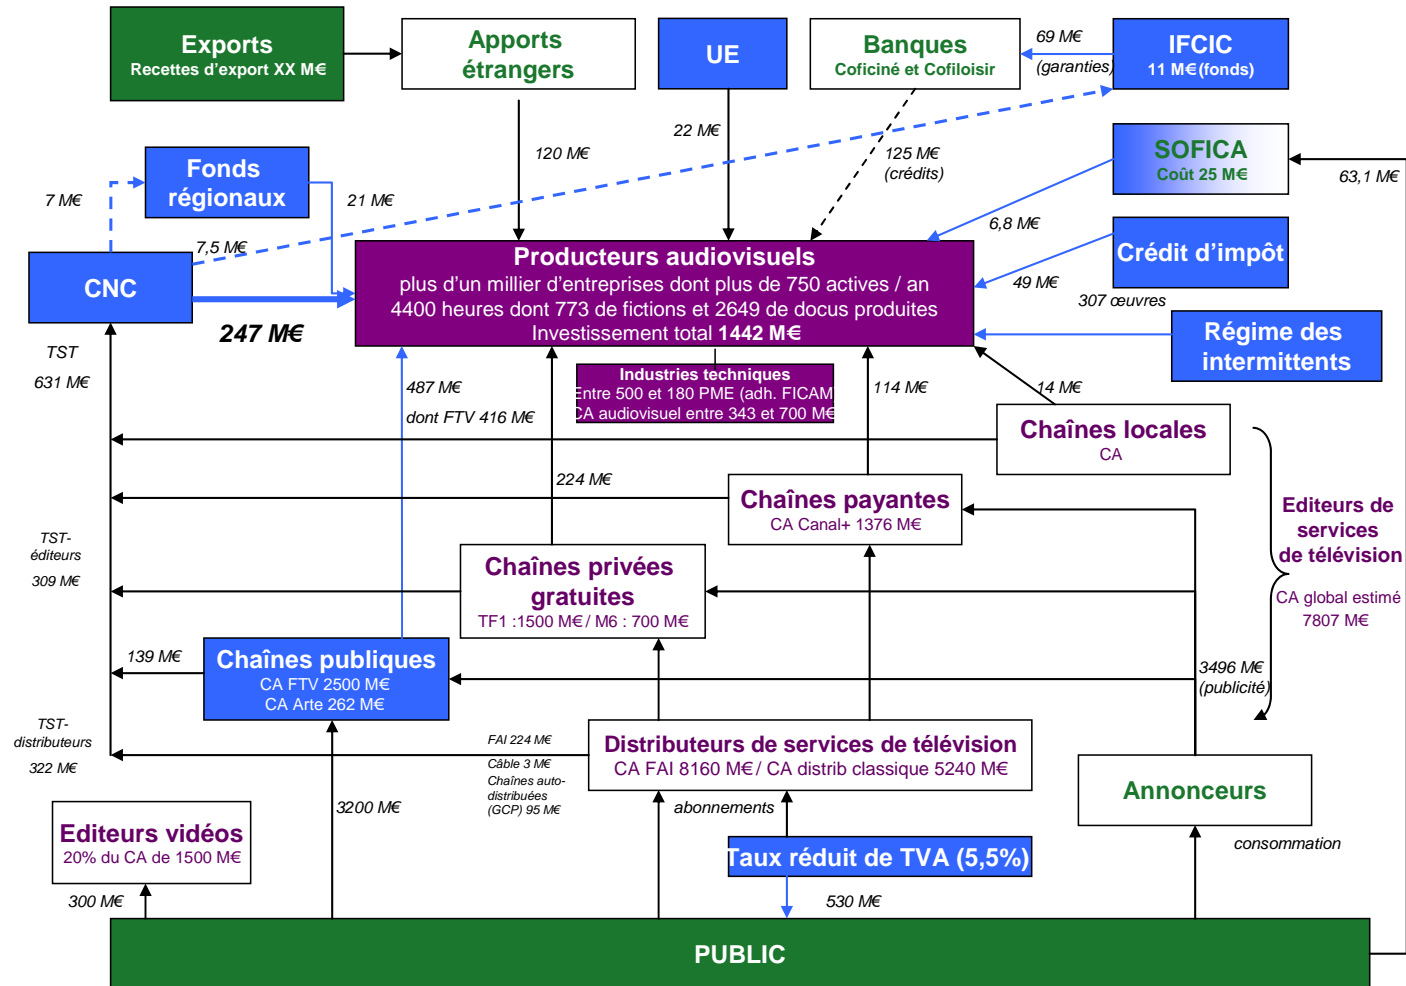 Exports
Recettes d'export XX M€
Apports
étrangers
UE
Banques
Coficiné et Cofiloisir
69 M€
(garanties)
IFCIC
11 M€(fonds)
120 M€
22 M€
125 M€
(crédits)
SOFICA
Coût 25 M€
63,1 M€
Fonds
régionaux
7 M€
21 M€
7,5 M€
6,8 M€
CNC
Producteurs audiovisuels
plus d'un millier d'entreprises dont plus de 750 actives / an
4400 heures dont 773 de fictions et 2649 de docus produites
Investissement total 1442 M€
Crédit d'impôt
49 M€
307 œuvres
247 M€
Régime des
intermittents
TST
631 M€
487 M€
dont FTV 416 M€
Industries techniques
Entre 500 et 180 PME (adh. FICAM
CA audiovisuel entre 343 et 700 M€
114 M€
14 M€
Chaînes locales
CA
224 M€
Chaînes payantes
CA Canal+ 1376 M€
Editeurs de
services
de télévision
CA global estimé
7807 M€
TST-
éditeurs
309 M€
Chaînes privées
gratuites
TF1 :1500 M€ / M6 : 700 M€
139 M€
Chaînes publiques
CA FTV 2500 M€
CA Arte 262 M€
3496 M€
(publicité)
TST-
distributeurs
322 M€
FAI 224 M€
Câble 3 M€
Chaînes auto-
distribuées
(GCP) 95 M€
Distributeurs de services de télévision
CA FAI 8160 M€ / CA distrib classique 5240 M€
Annonceurs
3200 M€
abonnements
Editeurs vidéos
20% du CA de 1500 M€
Taux réduit de TVA (5,5%)
consommation
300 M€
530 M€
PUBLIC